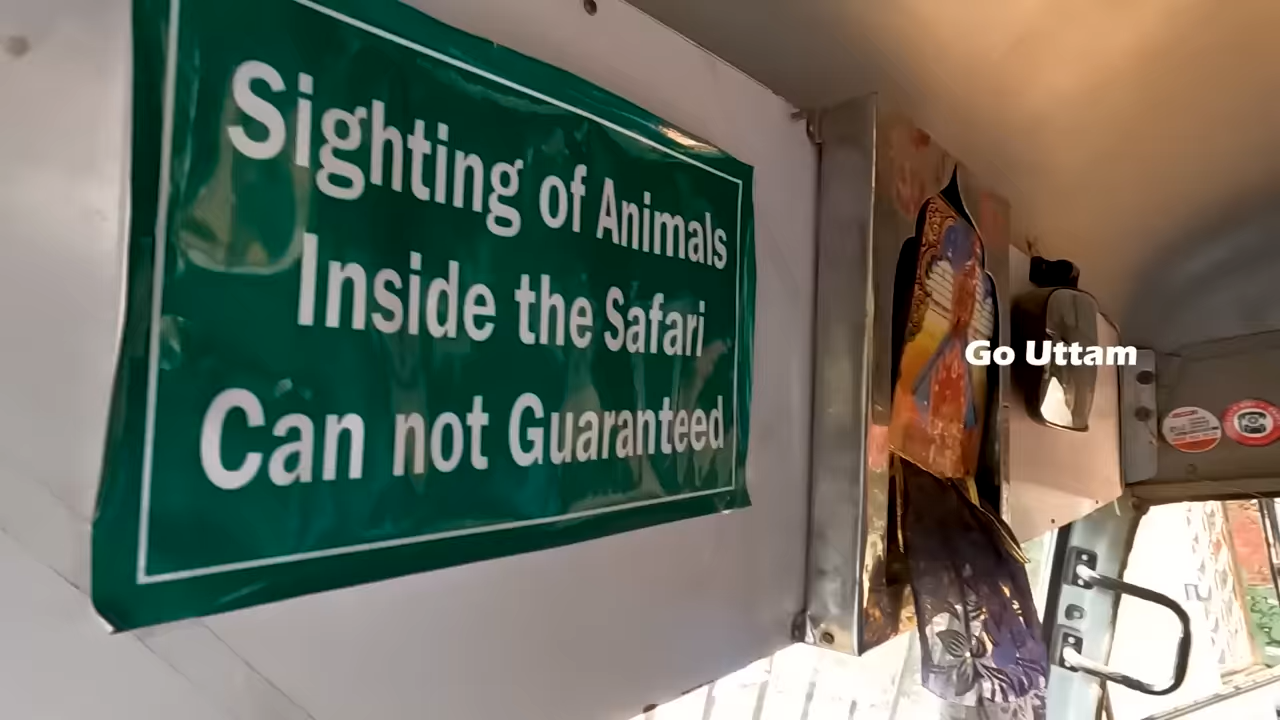 Sighting of Animals
Inside the Safari
Can not Guaranteed
Go Uttam